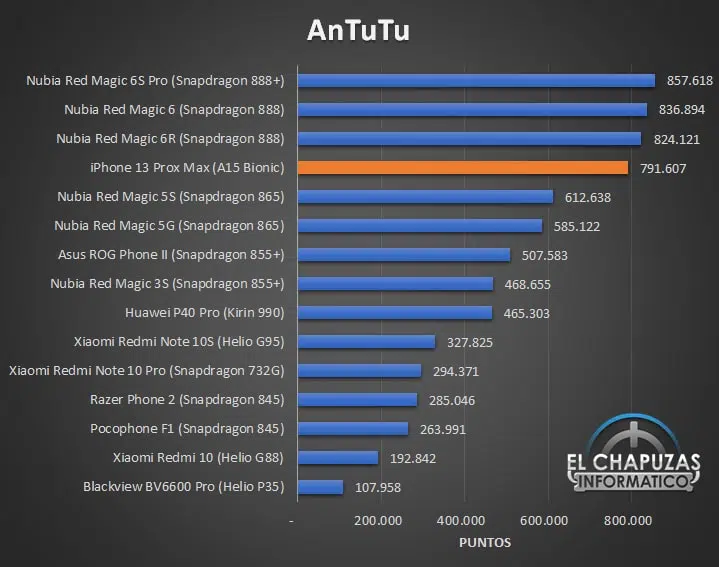 AnTuTu
Nubia Red Magic 6S Pro (Snapdragon 888+) 857.618
Nubia Red Magic 6 (Snapdragon 888) 836.894
Nubia Red Magic 6R (Snapdragon 888) 824.121
iPhone 13 Prox Max (A15 Bionic) 791.607
Nubia Red Magic 5S (Snapdragon 865) 612.638
Nubia Red Magic 5G (Snapdragon 865) 585.122
Asus ROG Phone II (Snapdragon 855+) 507.583
Nubia Red Magic 3S (Snapdragon 855+) 468.655
Huawei P40 Pro (Kirin 990) 465.303
Xiaomi Redmi Note 10S (Helio G95) 327.825
Xiaomi Redmi Note 10 Pro (Snapdragon 732G) 294.371
Razer Phone 2 (Snapdragon 845) 285.046
Pocophone F1 (Snapdragon 845) 263.991
Xiaomi Redmi 10 (Helio G88) 192.842
Blackview BV6600 Pro (Helio P35) 107.958
EL CHAPUZAS
INFORMÁTICO
- 200.000 400.000 600.000 800.000
PUNTOS